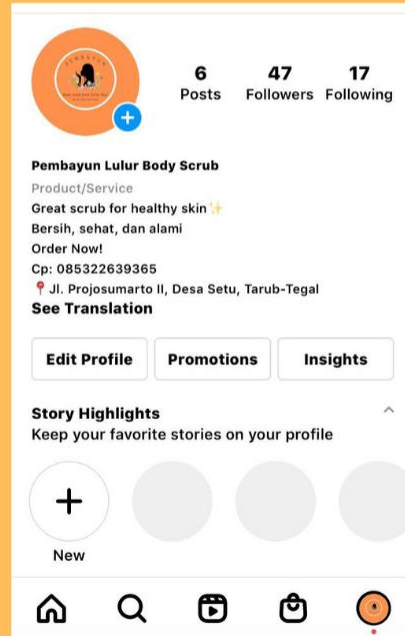 PEMBAYUN
6
47
17
Posts
Followers
Following
Pembayun Lulur Body Scrub
Product/Service
Great scrub for healthy skin✨
Bersih, sehat, dan alami
Order Now!
Cp: 085322639365
📍Jl. Projosumarto II, Desa Setu, Tarub-Tegal
See Translation
Edit Profile
Promotions
Insights
Story Highlights
Keep your favorite stories on your profile
New